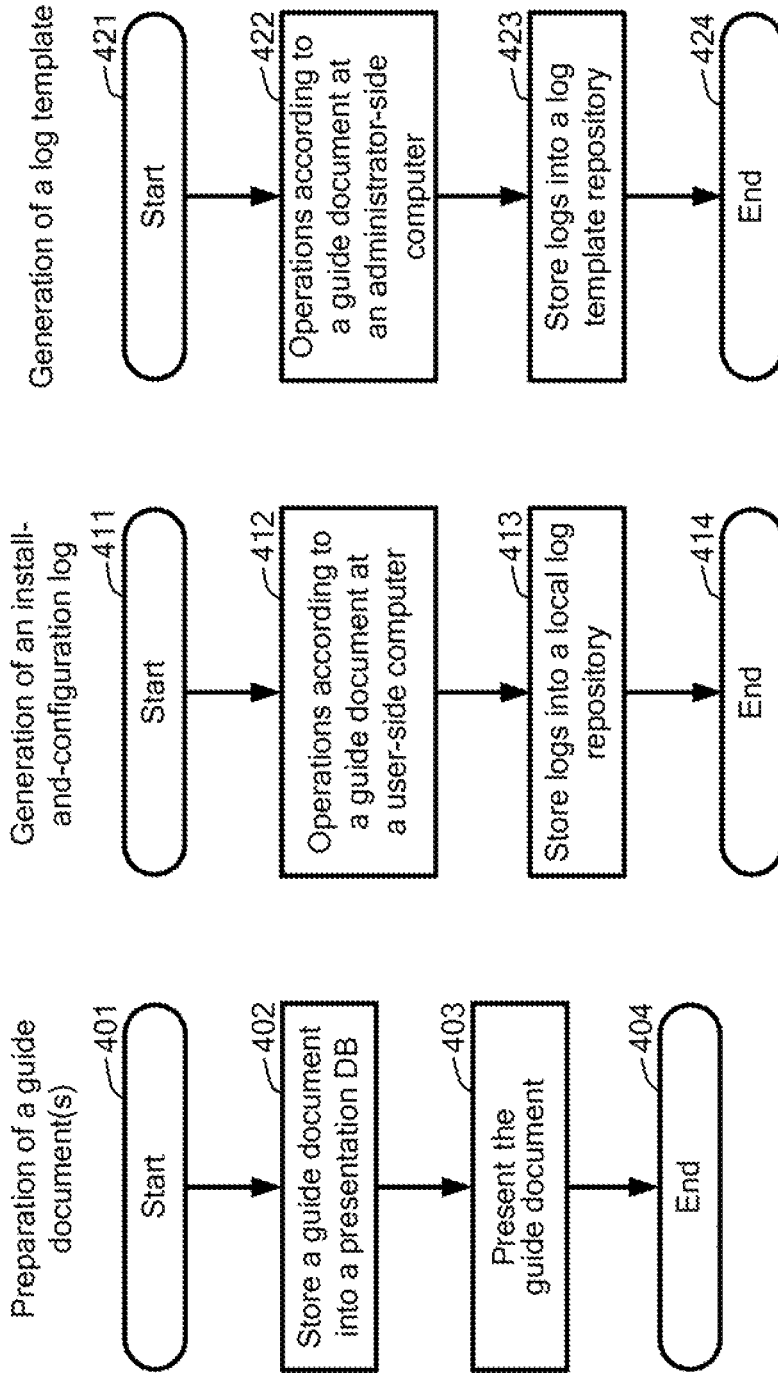 Preparation of a guide
document(s)
401
Start
402
Store a guide document
into a presentation DB
403
Present the
guide document
404
End
Generation of an install-
and-configuration log
411
Start
412
Operations according to
a guide document at
a user-side computer
413
Store logs into a local log
repository
414
End
Generation of a log template
421
Start
422
Operations according to
a guide document at
an administrator-side
computer
423
Store logs into a log
template repository
424
End